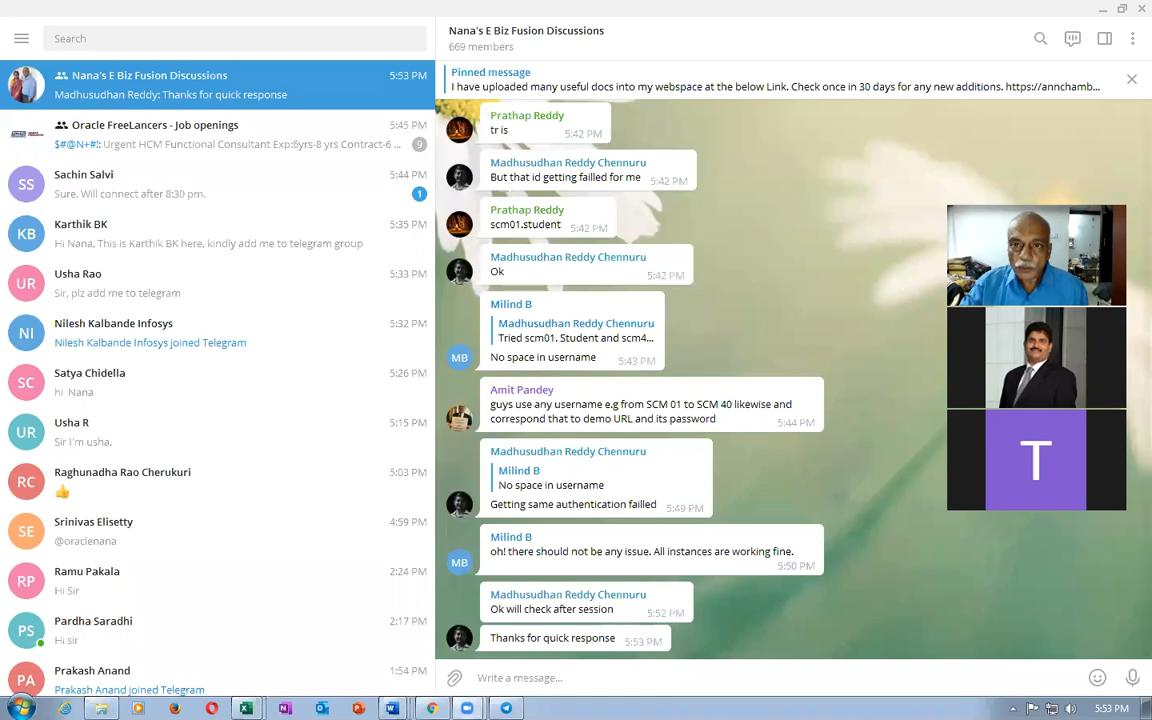 Search
Nana's E Biz Fusion Discussions
5:53 PM
Madhusudhan Reddy: Thanks for quick response
Oracle FreeLancers - Job openings
5:45 PM
$#@N+#!: Urgent HCM Functional Consultant Exp:6yrs-8 yrs Contract-6 ...
9
SS
Sachin Salvi
5:44 PM
Sure. Will connect after 8:30 pm.
1
KB
Karthik BK
5:35 PM
Hi Nana, This is Karthik BK here, kindly add me to telegram group
UR
Usha Rao
5:33 PM
Sir, plz add me to telegram
NI
Nilesh Kalbande Infosys
5:32 PM
Nilesh Kalbande Infosys joined Telegram
SC
Satya Chidella
5:26 PM
hi Nana
UR
Usha R
5:15 PM
Sir I'm usha,
RC
Raghunadha Rao Cherukuri
5:03 PM
👍
SE
Srinivas Elisetty
4:59 PM
@oraclenana
RP
Ramu Pakala
2:24 PM
Hi Sir
PS
Pardha Saradhi
2:17 PM
Hi sir
PA
Prakash Anand
1:54 PM
Prakash Anand joined Telegram
Nana's E Biz Fusion Discussions
669 members
Pinned message
I have uploaded many useful docs into my webspace at the below Link. Check once in 30 days for any new additions. https://annchamb...
Prathap Reddy
tr is
5:42 PM
Madhusudhan Reddy Chennuru
But that id getting failled for me
5:42 PM
Prathap Reddy
scm01.student
5:42 PM
Madhusudhan Reddy Chennuru
Ok
5:42 PM
Milind B
Madhusudhan Reddy Chennuru
Tried scm01. Student and scm4...
No space in username
5:43 PM
MB
Amit Pandey
guys use any username e.g from SCM 01 to SCM 40 likewise and
correspond that to demo URL and its password
5:44 PM
Madhusudhan Reddy Chennuru
Milind B
No space in username
Getting same authentication failled
5:49 PM
Milind B
oh! there should not be any issue. All instances are working fine.
5:50 PM
MB
Madhusudhan Reddy Chennuru
Ok will check after session
5:52 PM
Thanks for quick response
5:53 PM
Write a message...
T
5:53 PM